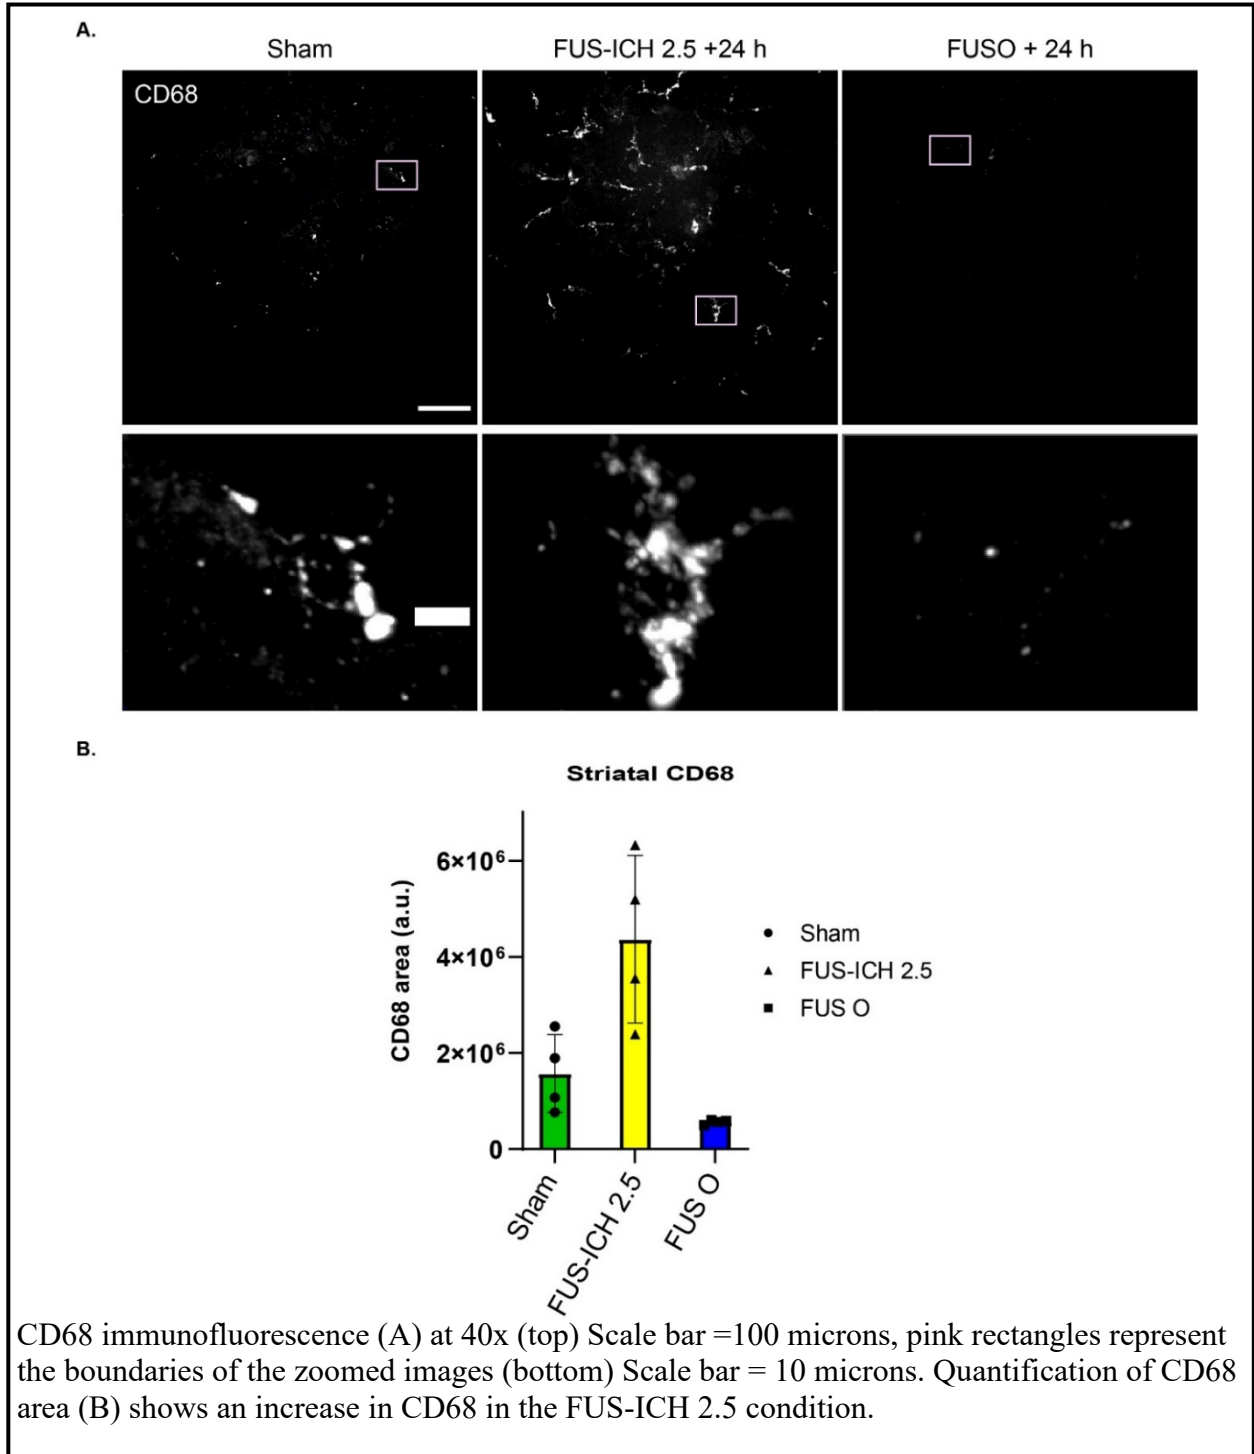 A.
Sham
FUS-ICH 2.5 +24 h
FUSO + 24 h
CD68
B.
Striatal CD68
CD68 area (a.u.)
6×10⁶
4×10⁶
2×10⁶
0
Sham
FUS-ICH 2.5
FUS O
Sham
FUS-ICH 2.5
FUS O
CD68 immunofluorescence (A) at 40x (top) Scale bar =100 microns, pink rectangles represent
the boundaries of the zoomed images (bottom) Scale bar = 10 microns. Quantification of CD68
area (B) shows an increase in CD68 in the FUS-ICH 2.5 condition.